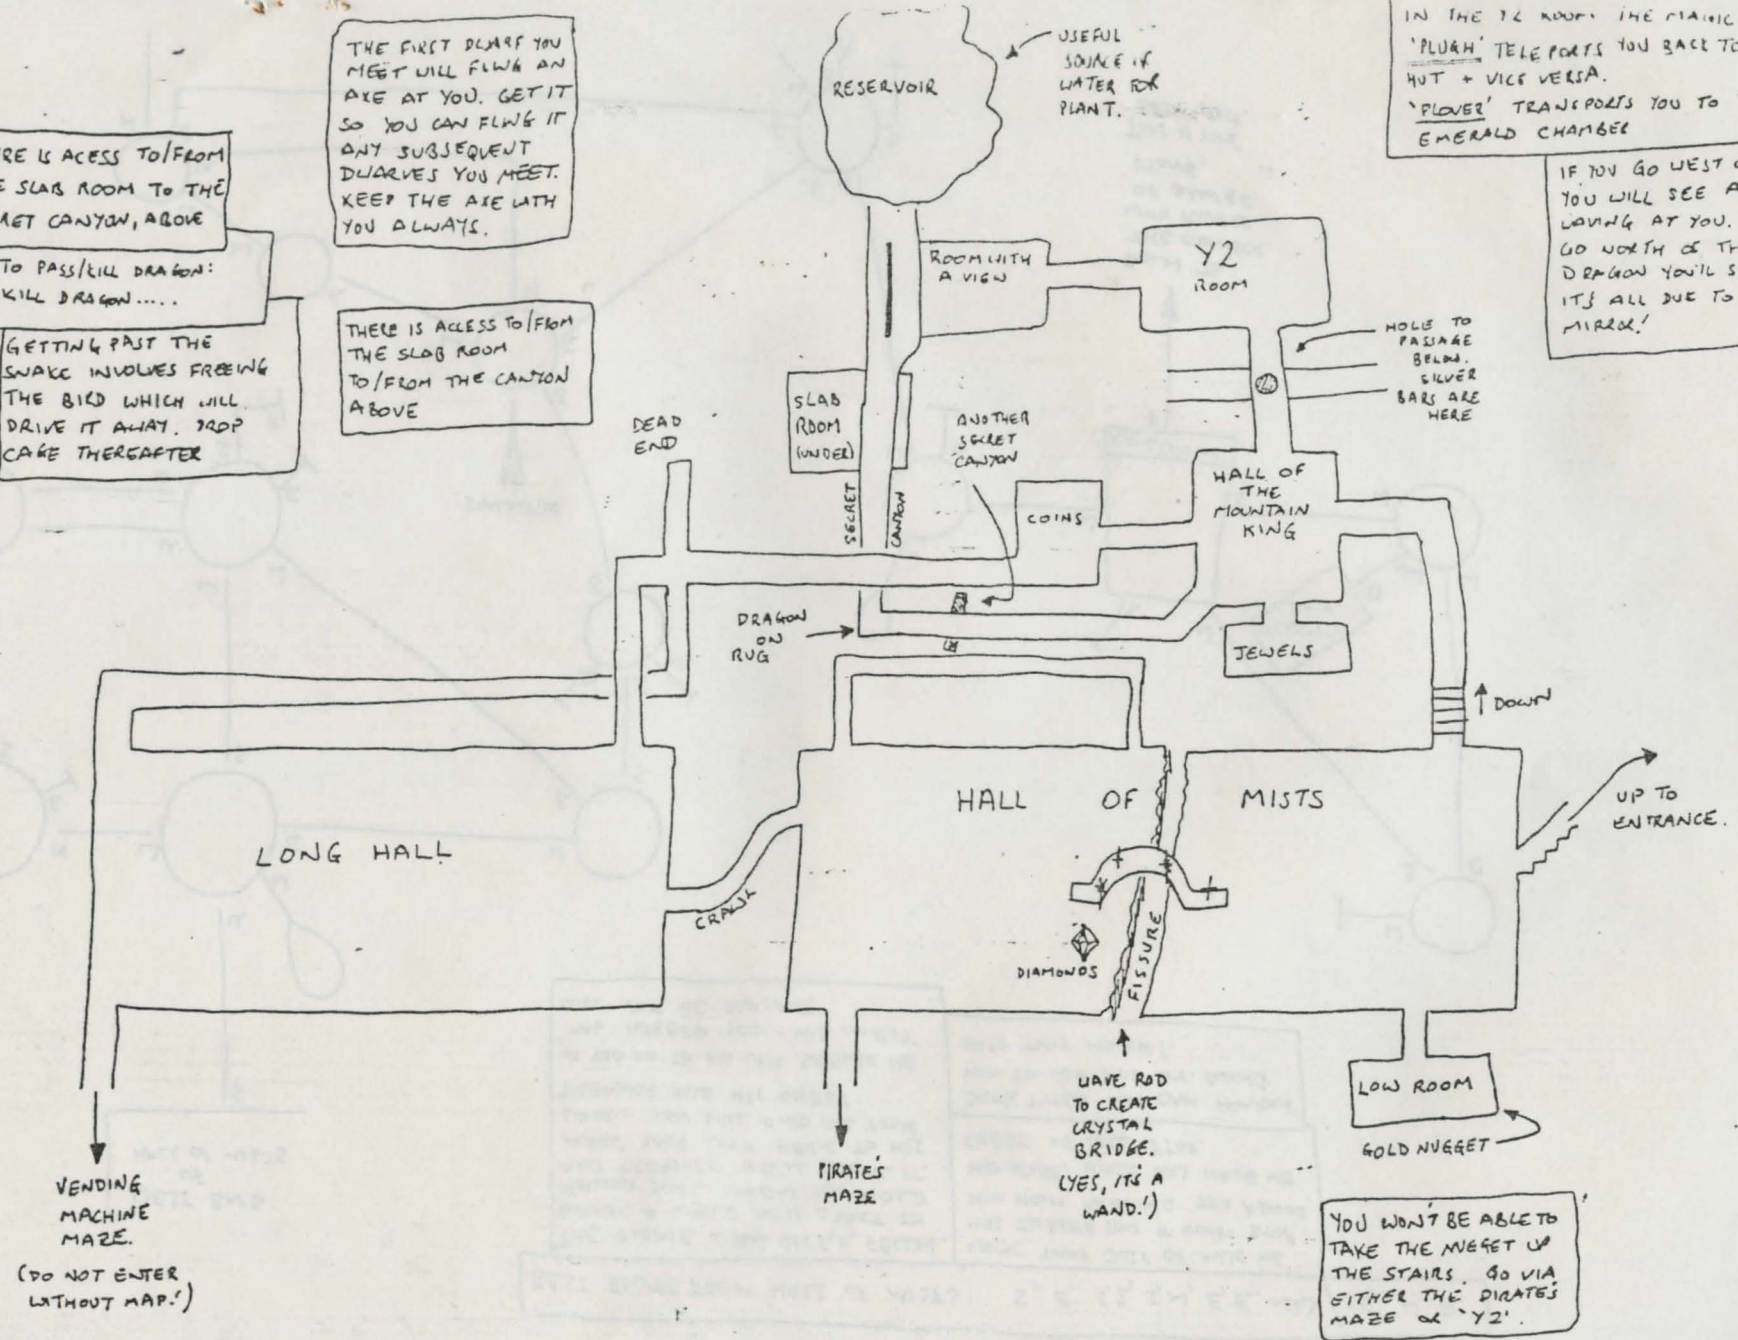 THE FIRST DWARF YOU
MEET WILL FLING AN
AXE AT YOU. GET IT
SO YOU CAN FLING IT
ANY SUBSEQUENT
DWARVES YOU MEET.
KEEP THE AXE WITH
YOU ALWAYS.
RESERVOIR
USEFUL
SOURCE OF
WATER FOR
PLANT.
IN THE Y2 ROOM. THE MAGIC
'PLUGH' TELEPORTS YOU BACK TO
HUT + VICE VERSA.
'PLOVER' TRANSPORTS YOU TO
EMERALD CHAMBER
IF YOU GO WEST
YOU WILL SEE A
WAVING AT YOU.
GO NORTH OF TH
DRAGON YOU'LL S
IT'S ALL DUE TO
MIRROR!
RE IS ACESS TO/FROM
E SLAB ROOM TO THE
RET CANYON, ABOVE
TO PASS/KILL DRAGON:
KILL DRAGON.....
GETTING PAST THE
SNAKE INVOLVES FREEING
THE BIRD WHICH WILL
DRIVE IT AWAY. DROP
CAGE THEREAFTER
THERE IS ACCESS TO/FROM
THE SLAB ROOM
TO/FROM THE CANYON
ABOVE
ROOM WITH
A VIEW
Y2
ROOM
HOLE TO
PASSAGE
BELOW.
SILVER
BARS ARE
HERE
DEAD
END
SLAB
ROOM
(UNDER)
ANOTHER
SECRET
CANYON
SECRET
CANYON
COINS
HALL OF
THE
MOUNTAIN
KING
DRAGON
ON
RUG
JEWELS
DOWN
HALL OF MISTS
UP TO
ENTRANCE.
LONG HALL
CRAWL
DIAMONDS
FISSURE
WAVE ROD
TO CREATE
CRYSTAL
BRIDGE.
(YES, IT'S A
WAND!)
LOW ROOM
GOLD NUGGET
VENDING
MACHINE
MAZE.
(DO NOT ENTER
WITHOUT MAP!)
PIRATE'S
MAZE
YOU WON'T BE ABLE TO
TAKE THE NUGGET UP
THE STAIRS. GO VIA
EITHER THE PIRATE'S
MAZE OR 'Y2'.